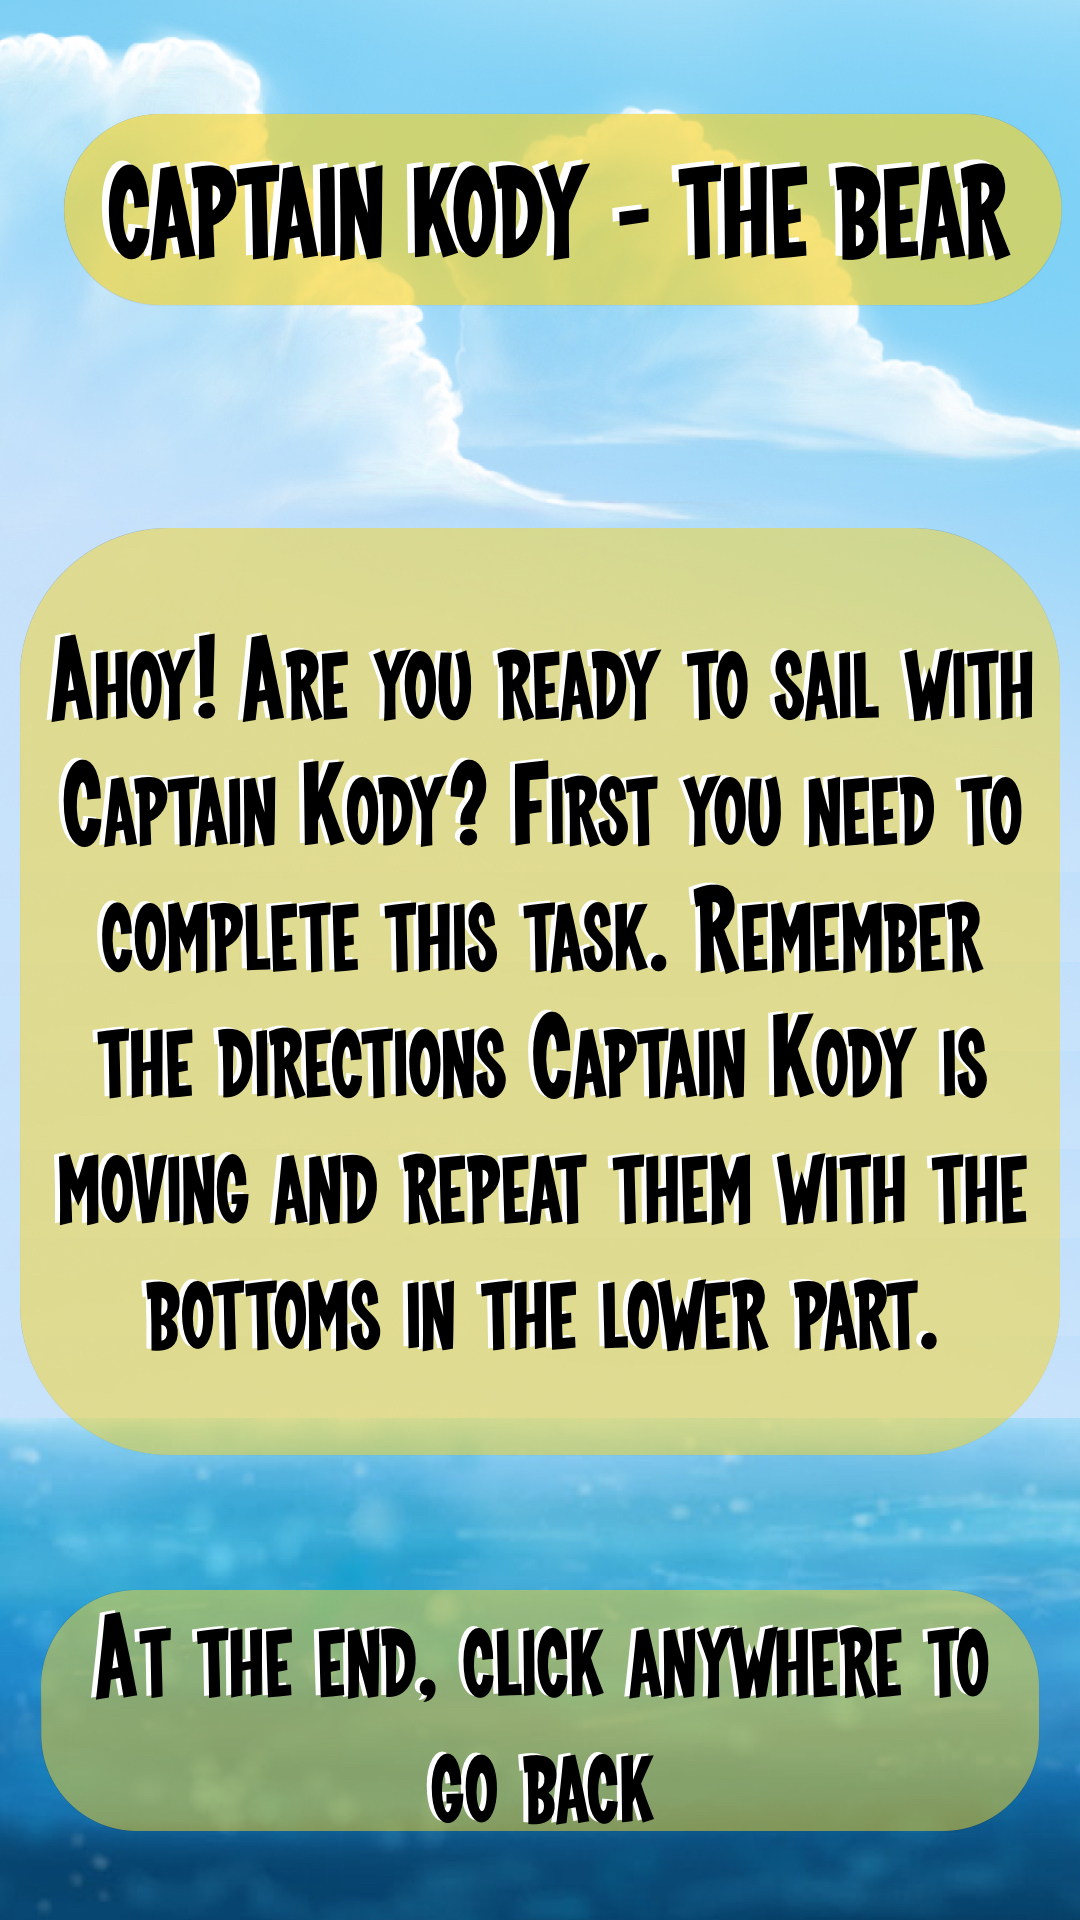 CAPTAIN KODY - THE BEAR
AHOY! ARE YOU READY TO SAIL WITH
CAPTAIN KODY? FIRST YOU NEED TO
COMPLETE THIS TASK. REMEMBER
THE DIRECTIONS CAPTAIN KODY IS
MOVING AND REPEAT THEM WITH THE
BOTTOMS IN THE LOWER PART.
AT THE END, CLICK ANYWHERE TO
GO BACK